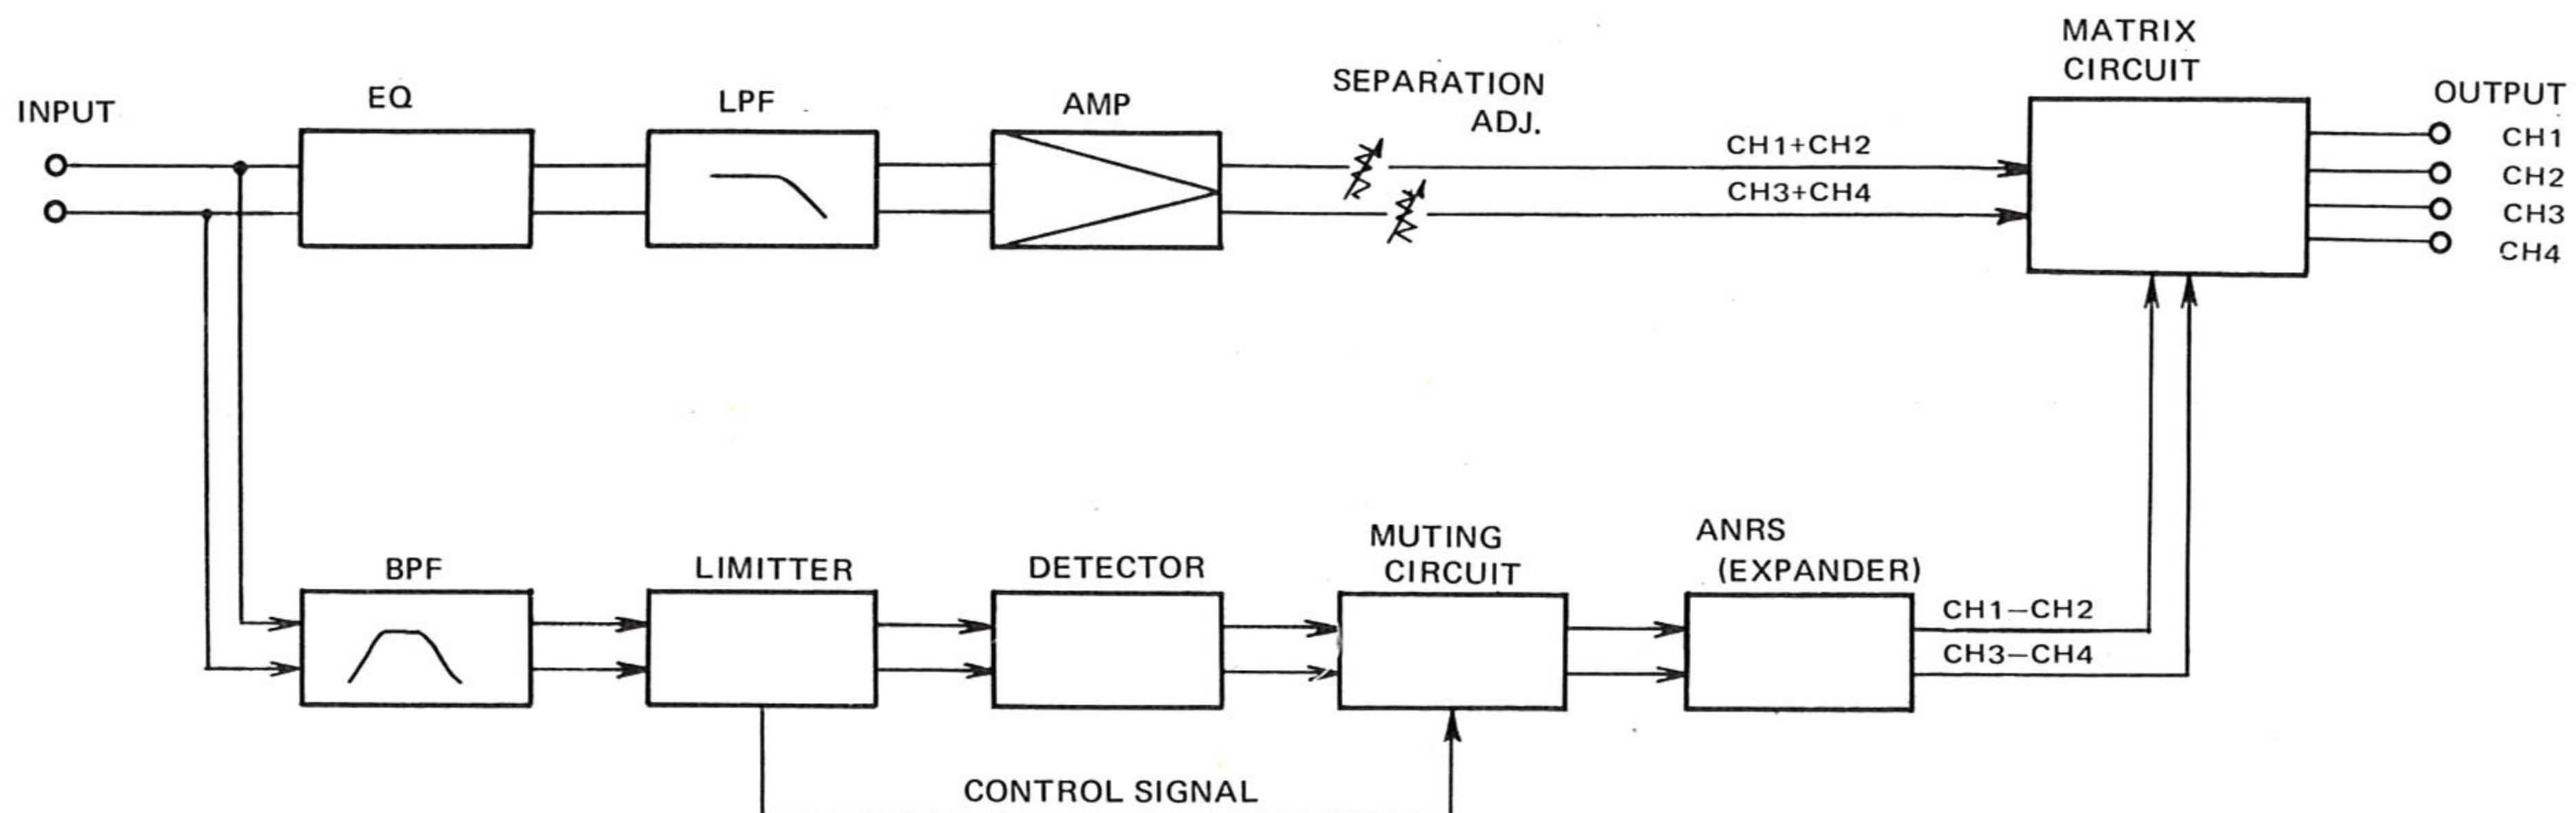 INPUT
EQ
LPF
AMP
SEPARATION
ADJ.
CH1+CH2
CH3+CH4
MATRIX
CIRCUIT
OUTPUT
CH1
CH2
CH3
CH4
BPF
LIMITTER
DETECTOR
MUTING
CIRCUIT
ANRS
(EXPANDER)
CH1−CH2
CH3−CH4
CONTROL SIGNAL